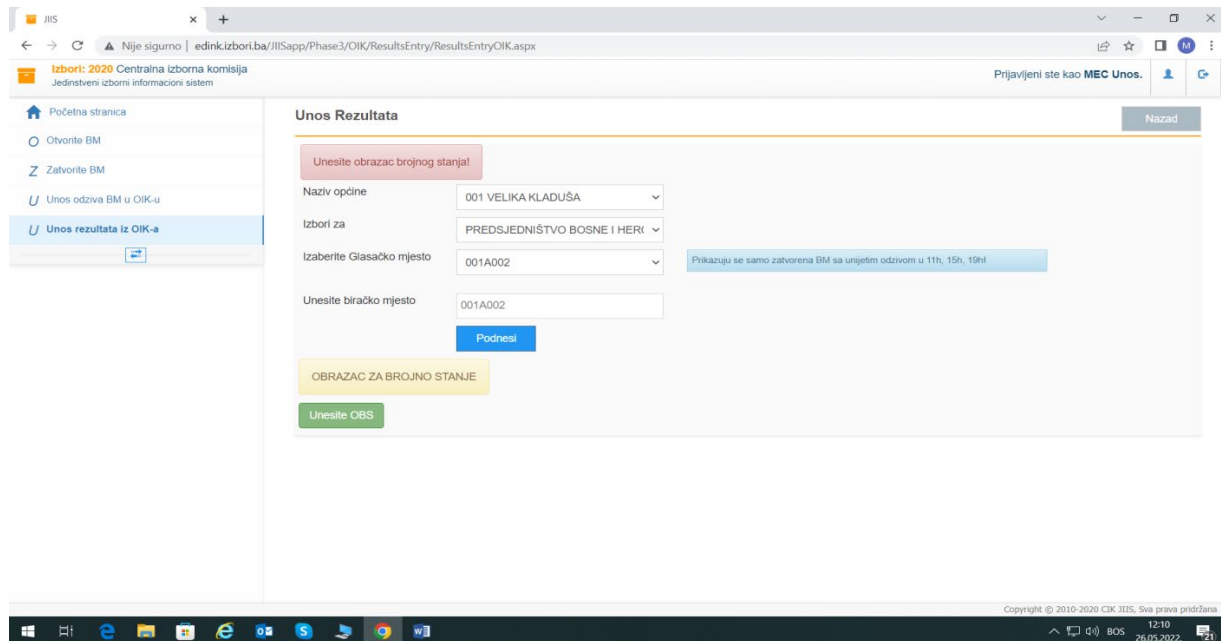 JIIS
Nije sigurno | edink.izbori.ba/JIISapp/Phase3/OIK/ResultsEntry/ResultsEntryOIK.aspx
M
Izbori: 2020 Centralna izborna komisija
Jedinstveni izborni informacioni sistem
Prijavljeni ste kao MEC Unos.
Početna stranica
O Otvorite BM
Z Zatvorite BM
U Unos odziva BM u OIK-u
U Unos rezultata iz OIK-a
Unos Rezultata
Nazad
Unesite obrazac brojnog stanja!
Naziv općine
001 VELIKA KLADUŠA
Izbori za
PREDSJEDNIŠTVO BOSNE I HER(
Izaberite Glasačko mjesto
001A002
Prikazuju se samo zatvorena BM sa unijetim odzivom u 11h, 15h, 19h!
Unesite biračko mjesto
001A002
Podnesi
OBRAZAC ZA BROJNO STANJE
Unesite OBS
Copyright © 2010-2020 CIK JIIS, Sva prava pridržana
BOS
12:10
26.05.2022.
21